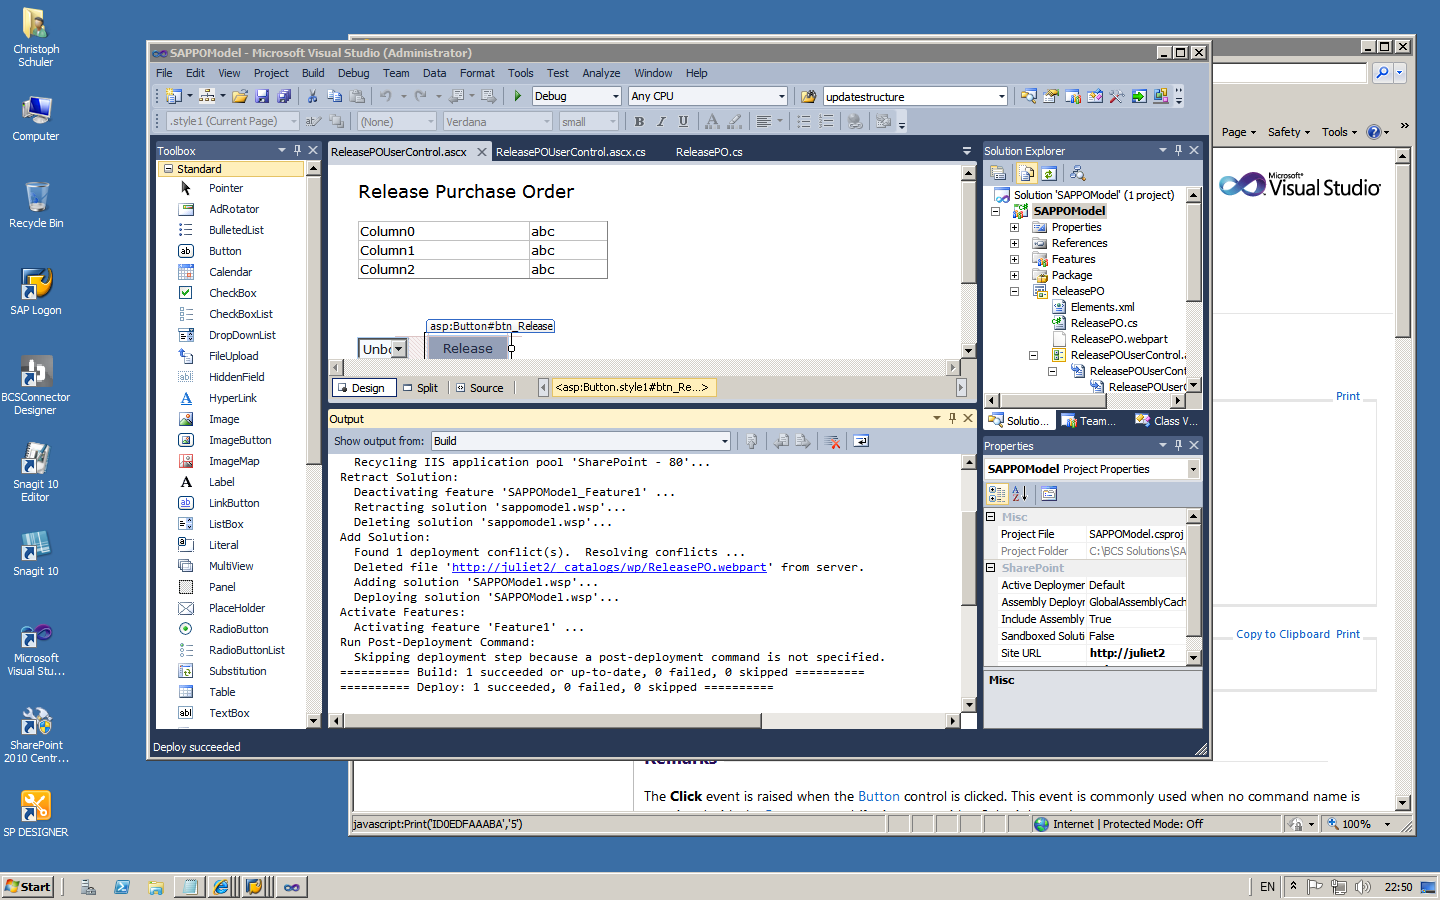 Christoph
Schuler
Computer
Recycle Bin
SAP Logon
BCSConnector
Designer
Snagit 10
Editor
Snagit 10
Microsoft
Visual Stu...
SharePoint
2010 Centr...
SP DESIGNER
SAPPOModel - Microsoft Visual Studio (Administrator)
File Edit View Project Build Debug Team Data Format Tools Test Analyze Window Help
Debug Any CPU updatestructure
.style1 (Current Page) (None) Verdana small B I U
Toolbox
Standard
Pointer
AdRotator
BulletedList
Button
Calendar
CheckBox
CheckBoxList
DropDownList
FileUpload
HiddenField
HyperLink
Image
ImageButton
ImageMap
Label
LinkButton
ListBox
Literal
MultiView
Panel
PlaceHolder
RadioButton
RadioButtonList
Substitution
Table
TextBox
ReleasePOUserControl.ascx ReleasePOUserControl.ascx.cs ReleasePO.cs
Release Purchase Order
Column0 abc
Column1 abc
Column2 abc
asp:Button#btn_Release
Unbo Release
Design Split Source <asp:Button.style1#btn_Re...>
Output
Show output from: Build
Recycling IIS application pool 'SharePoint - 80'...
Retract Solution:
Deactivating feature 'SAPPOModel_Feature1' ...
Retracting solution 'sappomodel.wsp'...
Deleting solution 'sappomodel.wsp'...
Add Solution:
Found 1 deployment conflict(s).  Resolving conflicts ...
Deleted file 'http://juliet2/_catalogs/wp/ReleasePO.webpart' from server.
Adding solution 'SAPPOModel.wsp'...
Deploying solution 'SAPPOModel.wsp'...
Activate Features:
Activating feature 'Feature1' ...
Run Post-Deployment Command:
Skipping deployment step because a post-deployment command is not specified.
========== Build: 1 succeeded or up-to-date, 0 failed, 0 skipped ==========
========== Deploy: 1 succeeded, 0 failed, 0 skipped ==========
Deploy succeeded
Solution Explorer
Solution 'SAPPOModel' (1 project)
SAPPOModel
Properties
References
Features
Package
ReleasePO
Elements.xml
ReleasePO.cs
ReleasePO.webpart
ReleasePOUserControl.a
ReleasePOUserCont
ReleasePOUserC
Solutio... Team... Class V...
Properties
SAPPOModel Project Properties
Misc
Project File SAPPOModel.csproj
Project Folder C:\BCS Solutions\SA
SharePoint
Active Deploymer Default
Assembly Deployr GlobalAssemblyCach
Include Assembly True
Sandboxed Soluti False
Site URL http://juliet2
Misc
Page Safety Tools
Microsoft
Visual Studio
Print
Copy to Clipboard Print
Remarks
The Click event is raised when the Button control is clicked. This event is commonly used when no command name is
javascript:Print('ID0EDFAAABA','5') Internet | Protected Mode: Off 100%
Start EN 22:50